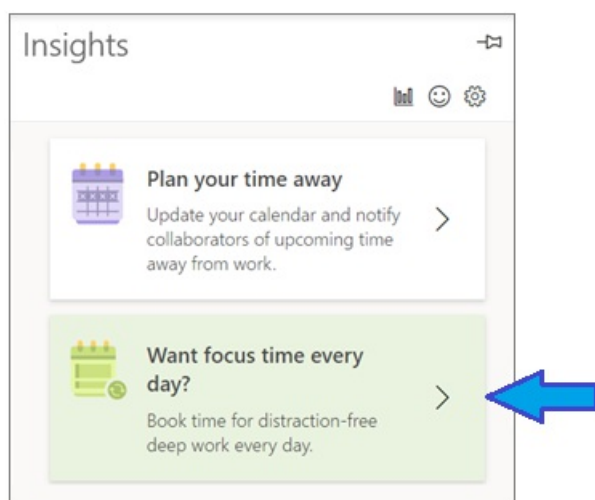 Insights
Plan your time away
Update your calendar and notify
collaborators of upcoming time
away from work.
Want focus time every
day?
Book time for distraction-free
deep work every day.